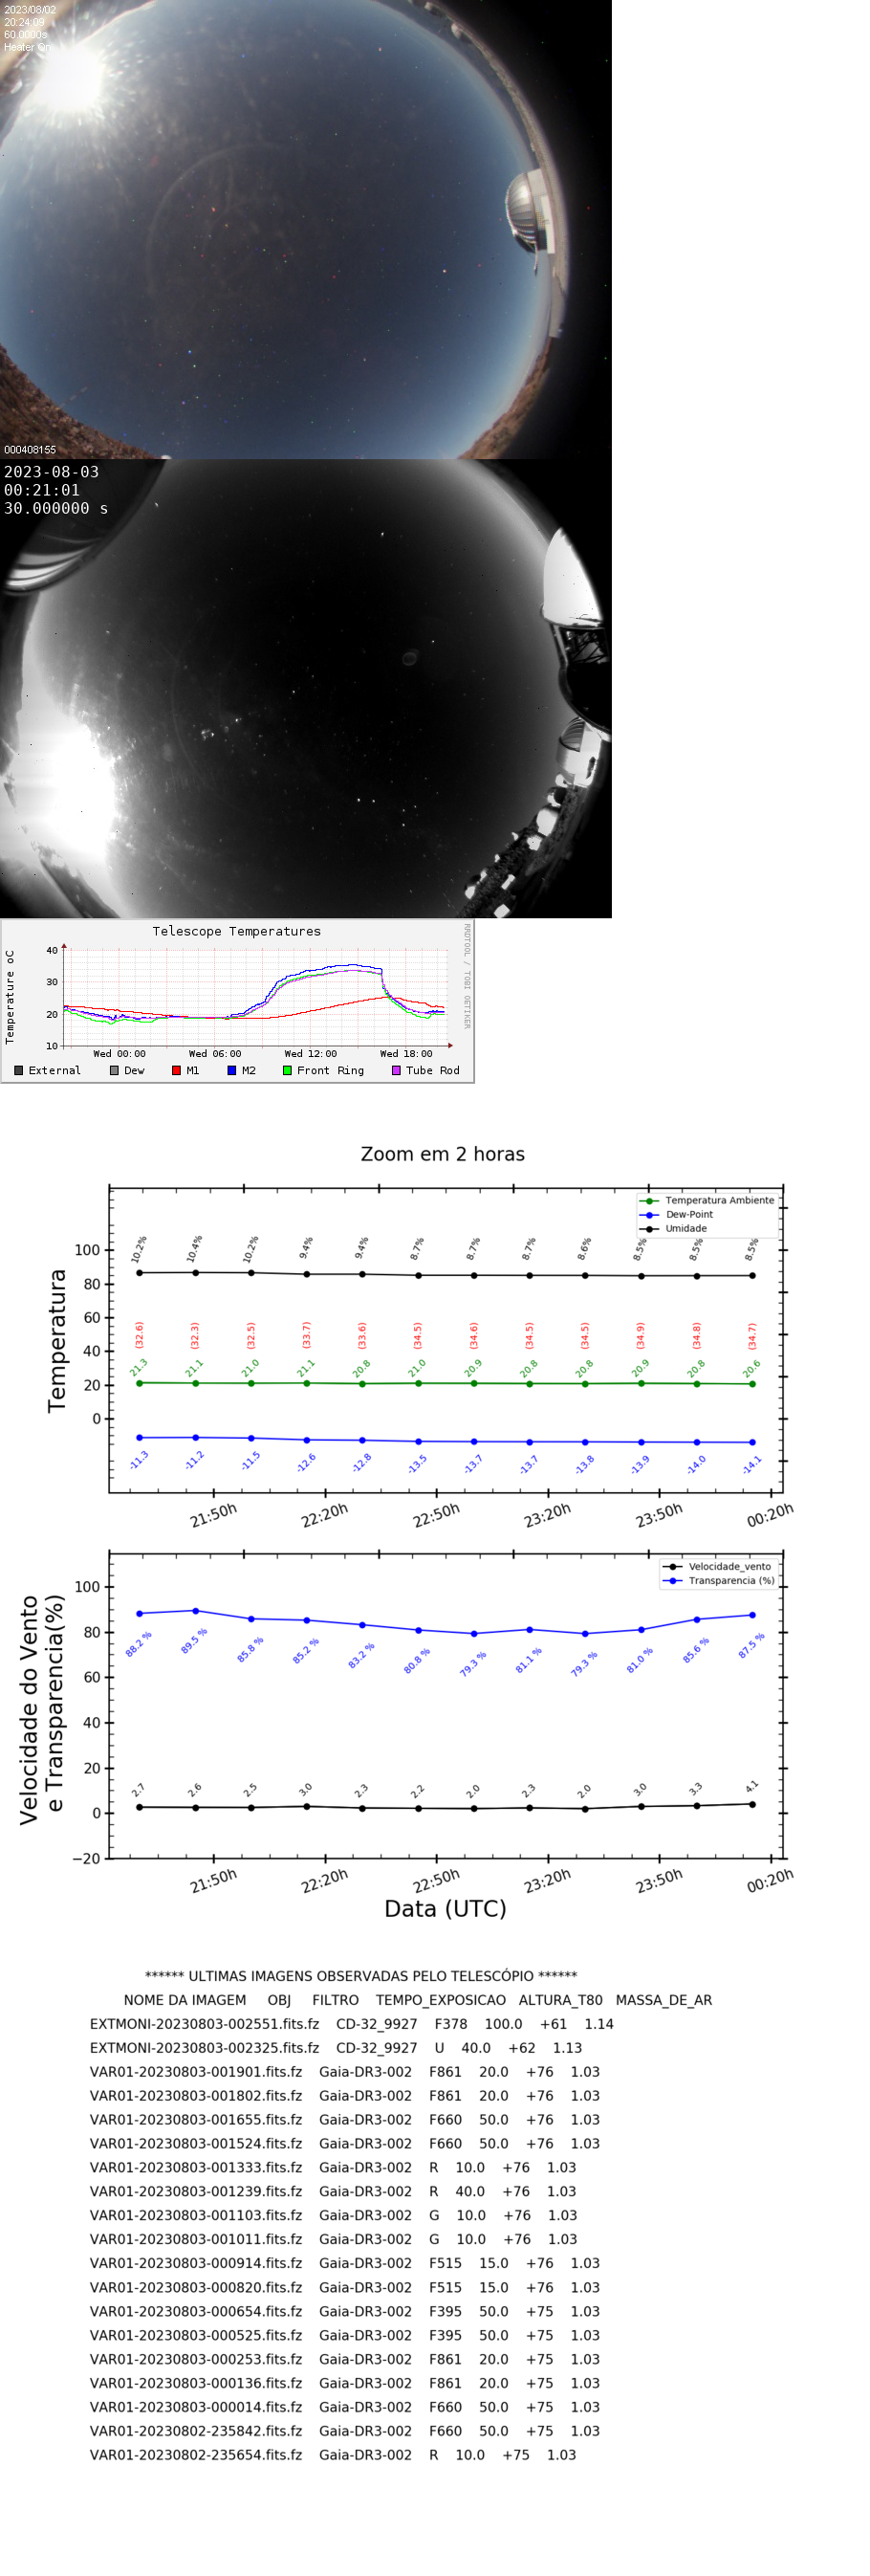 2023/08/02
20:24:09
60.0000s
Heater On
000408155
2023-08-03
00:21:01
30.000000 s
Telescope Temperatures
Temperature oC
40
30
20
10
Wed 00:00 Wed 06:00 Wed 12:00 Wed 18:00
External Dew M1 M2 Front Ring Tube Rod
RRDTOOL / TOBI OETIKER
Zoom em 2 horas
Temperatura
Temperatura Ambiente
Dew-Point
Umidade
100
80
60
40
20
0
10.2% 10.4% 10.2% 9.4% 9.4% 8.7% 8.7% 8.7% 8.6% 8.5% 8.5% 8.5%
(32.6) (32.3) (32.5) (33.7) (33.6) (34.5) (34.6) (34.5) (34.5) (34.9) (34.8) (34.7)
21.3 21.1 21.0 21.1 20.8 21.0 20.9 20.8 20.8 20.9 20.8 20.6
-11.3 -11.2 -11.5 -12.6 -12.8 -13.5 -13.7 -13.7 -13.8 -13.9 -14.0 -14.1
21:50h 22:20h 22:50h 23:20h 23:50h 00:20h
Velocidade do Vento
e Transparencia(%)
Velocidade_vento
Transparencia (%)
100
80
60
40
20
0
−20
88.2 % 89.5 % 85.8 % 85.2 % 83.2 % 80.8 % 79.3 % 81.1 % 79.3 % 81.0 % 85.6 % 87.5 %
2.7 2.6 2.5 3.0 2.3 2.2 2.0 2.3 2.0 3.0 3.3 4.1
21:50h 22:20h 22:50h 23:20h 23:50h 00:20h
Data (UTC)
****** ULTIMAS IMAGENS OBSERVADAS PELO TELESCÓPIO ******
NOME DA IMAGEM OBJ FILTRO TEMPO_EXPOSICAO ALTURA_T80 MASSA_DE_AR
EXTMONI-20230803-002551.fits.fz CD-32_9927 F378 100.0 +61 1.14
EXTMONI-20230803-002325.fits.fz CD-32_9927 U 40.0 +62 1.13
VAR01-20230803-001901.fits.fz Gaia-DR3-002 F861 20.0 +76 1.03
VAR01-20230803-001802.fits.fz Gaia-DR3-002 F861 20.0 +76 1.03
VAR01-20230803-001655.fits.fz Gaia-DR3-002 F660 50.0 +76 1.03
VAR01-20230803-001524.fits.fz Gaia-DR3-002 F660 50.0 +76 1.03
VAR01-20230803-001333.fits.fz Gaia-DR3-002 R 10.0 +76 1.03
VAR01-20230803-001239.fits.fz Gaia-DR3-002 R 40.0 +76 1.03
VAR01-20230803-001103.fits.fz Gaia-DR3-002 G 10.0 +76 1.03
VAR01-20230803-001011.fits.fz Gaia-DR3-002 G 10.0 +76 1.03
VAR01-20230803-000914.fits.fz Gaia-DR3-002 F515 15.0 +76 1.03
VAR01-20230803-000820.fits.fz Gaia-DR3-002 F515 15.0 +76 1.03
VAR01-20230803-000654.fits.fz Gaia-DR3-002 F395 50.0 +75 1.03
VAR01-20230803-000525.fits.fz Gaia-DR3-002 F395 50.0 +75 1.03
VAR01-20230803-000253.fits.fz Gaia-DR3-002 F861 20.0 +75 1.03
VAR01-20230803-000136.fits.fz Gaia-DR3-002 F861 20.0 +75 1.03
VAR01-20230803-000014.fits.fz Gaia-DR3-002 F660 50.0 +75 1.03
VAR01-20230802-235842.fits.fz Gaia-DR3-002 F660 50.0 +75 1.03
VAR01-20230802-235654.fits.fz Gaia-DR3-002 R 10.0 +75 1.03